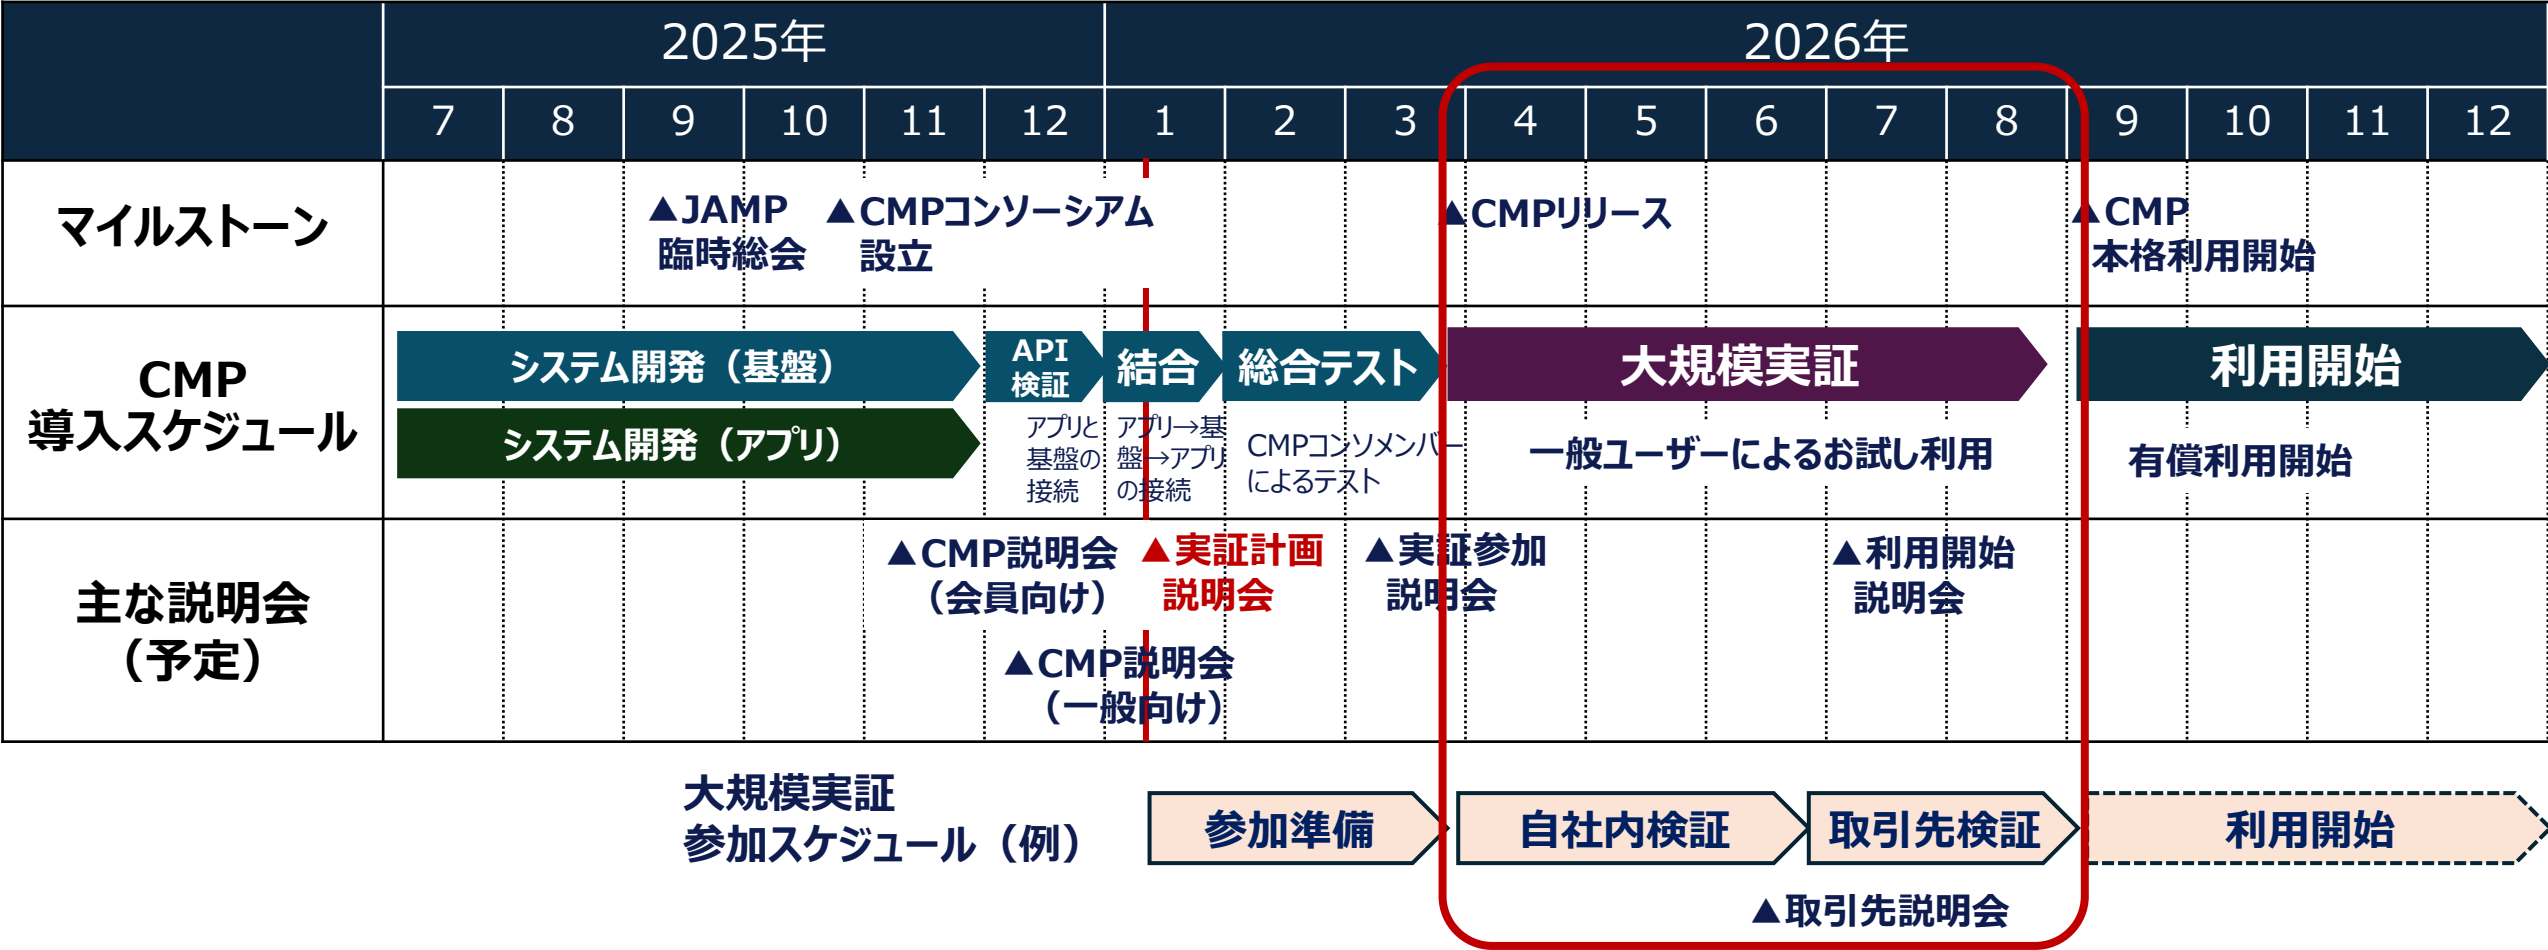 2025年
2026年
7 8 9 10 11 12 1 2 3 4 5 6 7 8 9 10 11 12
マイルストーン
▲JAMP
臨時総会
▲CMPコンソーシアム
設立
▲CMPリリース
▲CMP
本格利用開始
CMP
導入スケジュール
システム開発（基盤）
システム開発（アプリ）
API
検証
結合
総合テスト
大規模実証
利用開始
アプリと
基盤の
接続
アプリ→基
盤→アプリ
の接続
CMPコンソメンバー
によるテスト
一般ユーザーによるお試し利用
有償利用開始
主な説明会
（予定）
▲CMP説明会
（会員向け）
▲実証計画
説明会
▲実証参加
説明会
▲利用開始
説明会
▲CMP説明会
（一般向け）
大規模実証
参加スケジュール（例）
参加準備
自社内検証
取引先検証
利用開始
▲取引先説明会